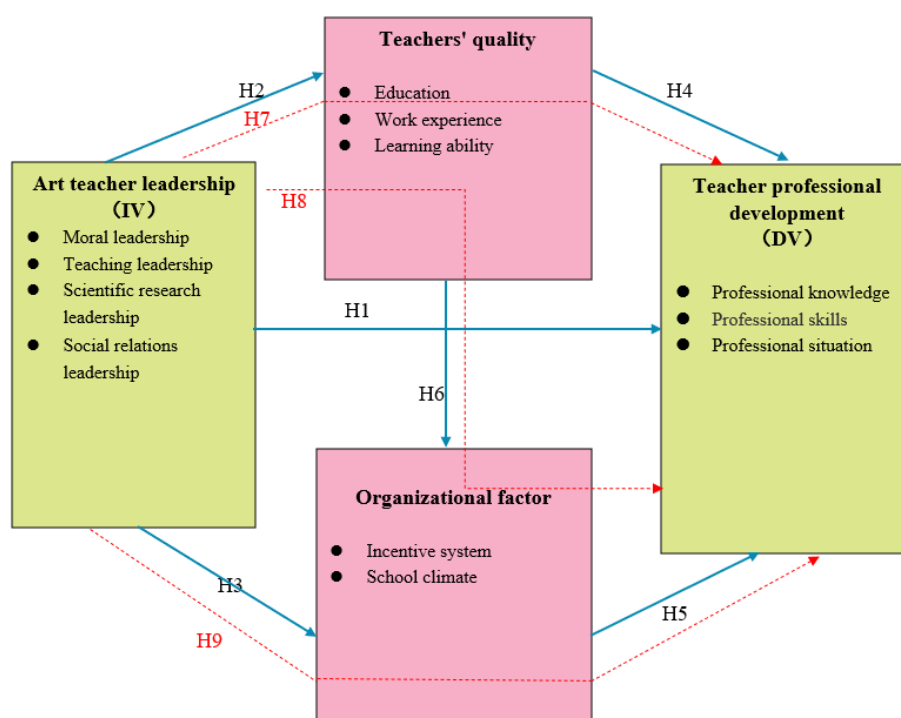 Teachers' quality
● Education
● Work experience
● Learning ability
H2
H7
H4
Art teacher leadership
（IV）
● Moral leadership
● Teaching leadership
● Scientific research
leadership
● Social relations
leadership
H8
H1
Teacher professional
development
（DV）
● Professional knowledge
● Professional skills
● Professional situation
H6
Organizational factor
● Incentive system
● School climate
H3
H9
H5